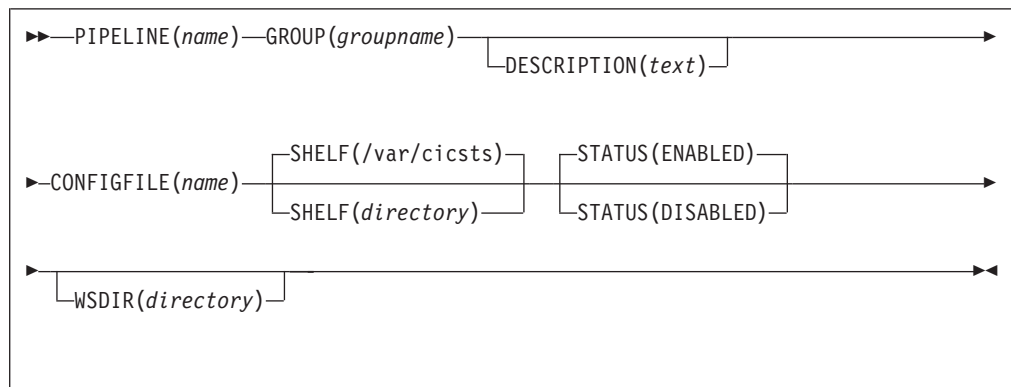 PIPELINE(name) GROUP(groupname)
DESCRIPTION(text)
SHELF(/var/cicsts) STATUS(ENABLED)
CONFIGFILE(name)
SHELF(directory) STATUS(DISABLED)
WSDIR(directory)